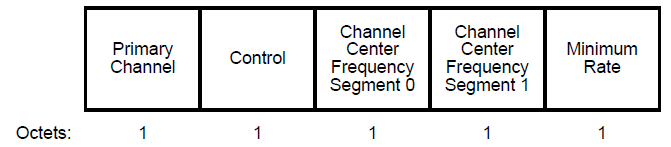 Primary
Channel
Control
Channel
Center
Frequency
Segment 0
Channel
Center
Frequency
Segment 1
Minimum
Rate
Octets: 1 1 1 1 1